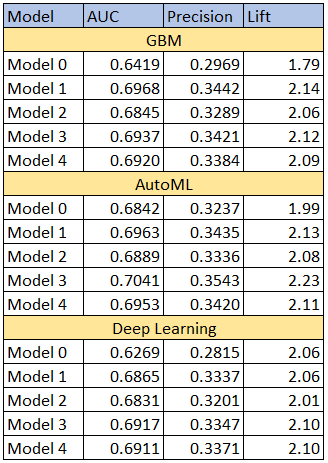 Model AUC Precision Lift
GBM
Model 0 0.6419 0.2969 1.79
Model 1 0.6968 0.3442 2.14
Model 2 0.6845 0.3289 2.06
Model 3 0.6937 0.3421 2.12
Model 4 0.6920 0.3384 2.09
AutoML
Model 0 0.6842 0.3237 1.99
Model 1 0.6963 0.3435 2.13
Model 2 0.6889 0.3336 2.08
Model 3 0.7041 0.3543 2.23
Model 4 0.6953 0.3420 2.11
Deep Learning
Model 0 0.6269 0.2815 2.06
Model 1 0.6865 0.3337 2.06
Model 2 0.6831 0.3201 2.01
Model 3 0.6917 0.3347 2.10
Model 4 0.6911 0.3371 2.10